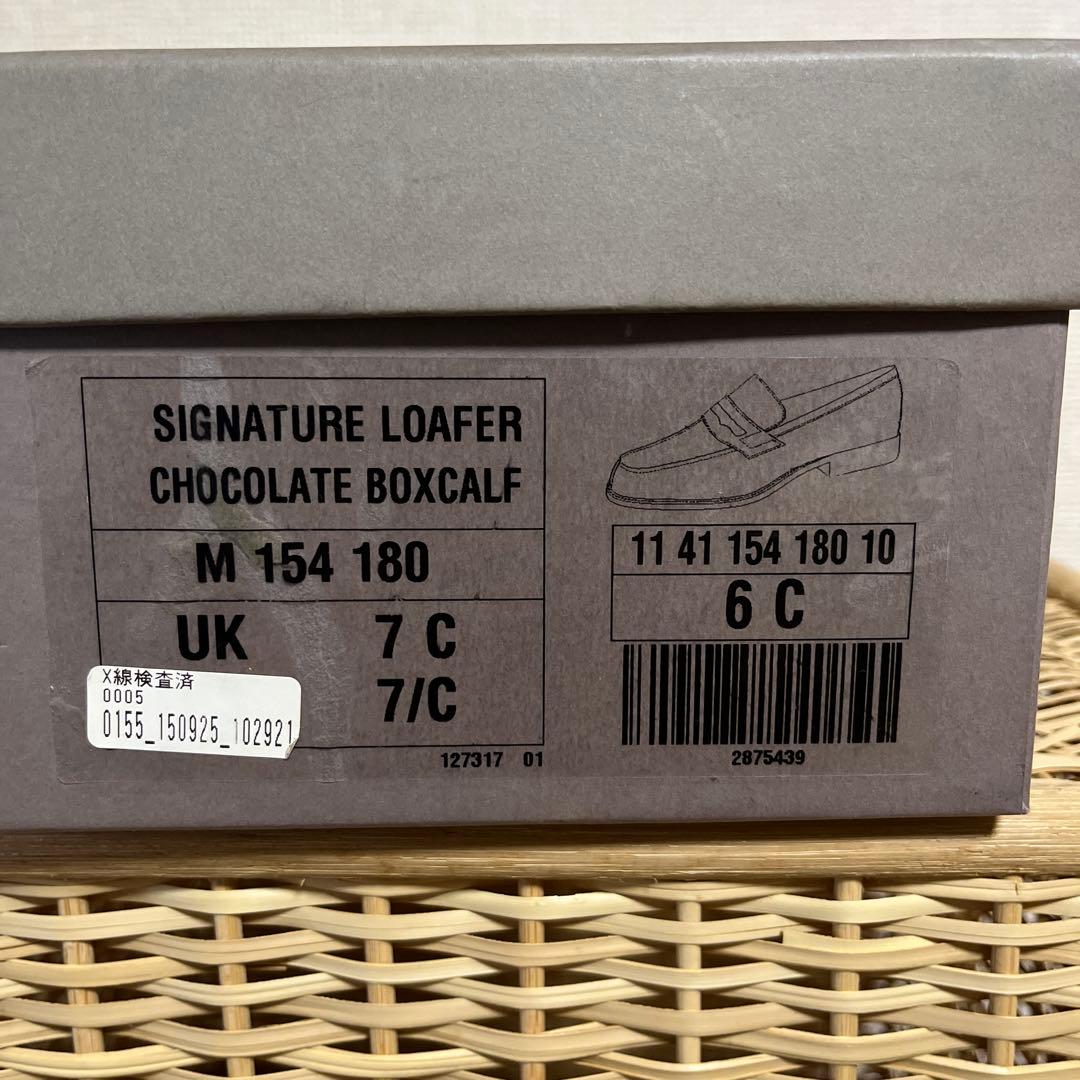 SIGNATURE LOAFER
CHOCOLATE BOXCALF
M 154 180
UK 7 C
7/C
127317 01
X線検査済
0005
0155_150925_102921
11 41 154 180 10
6 C
2875439